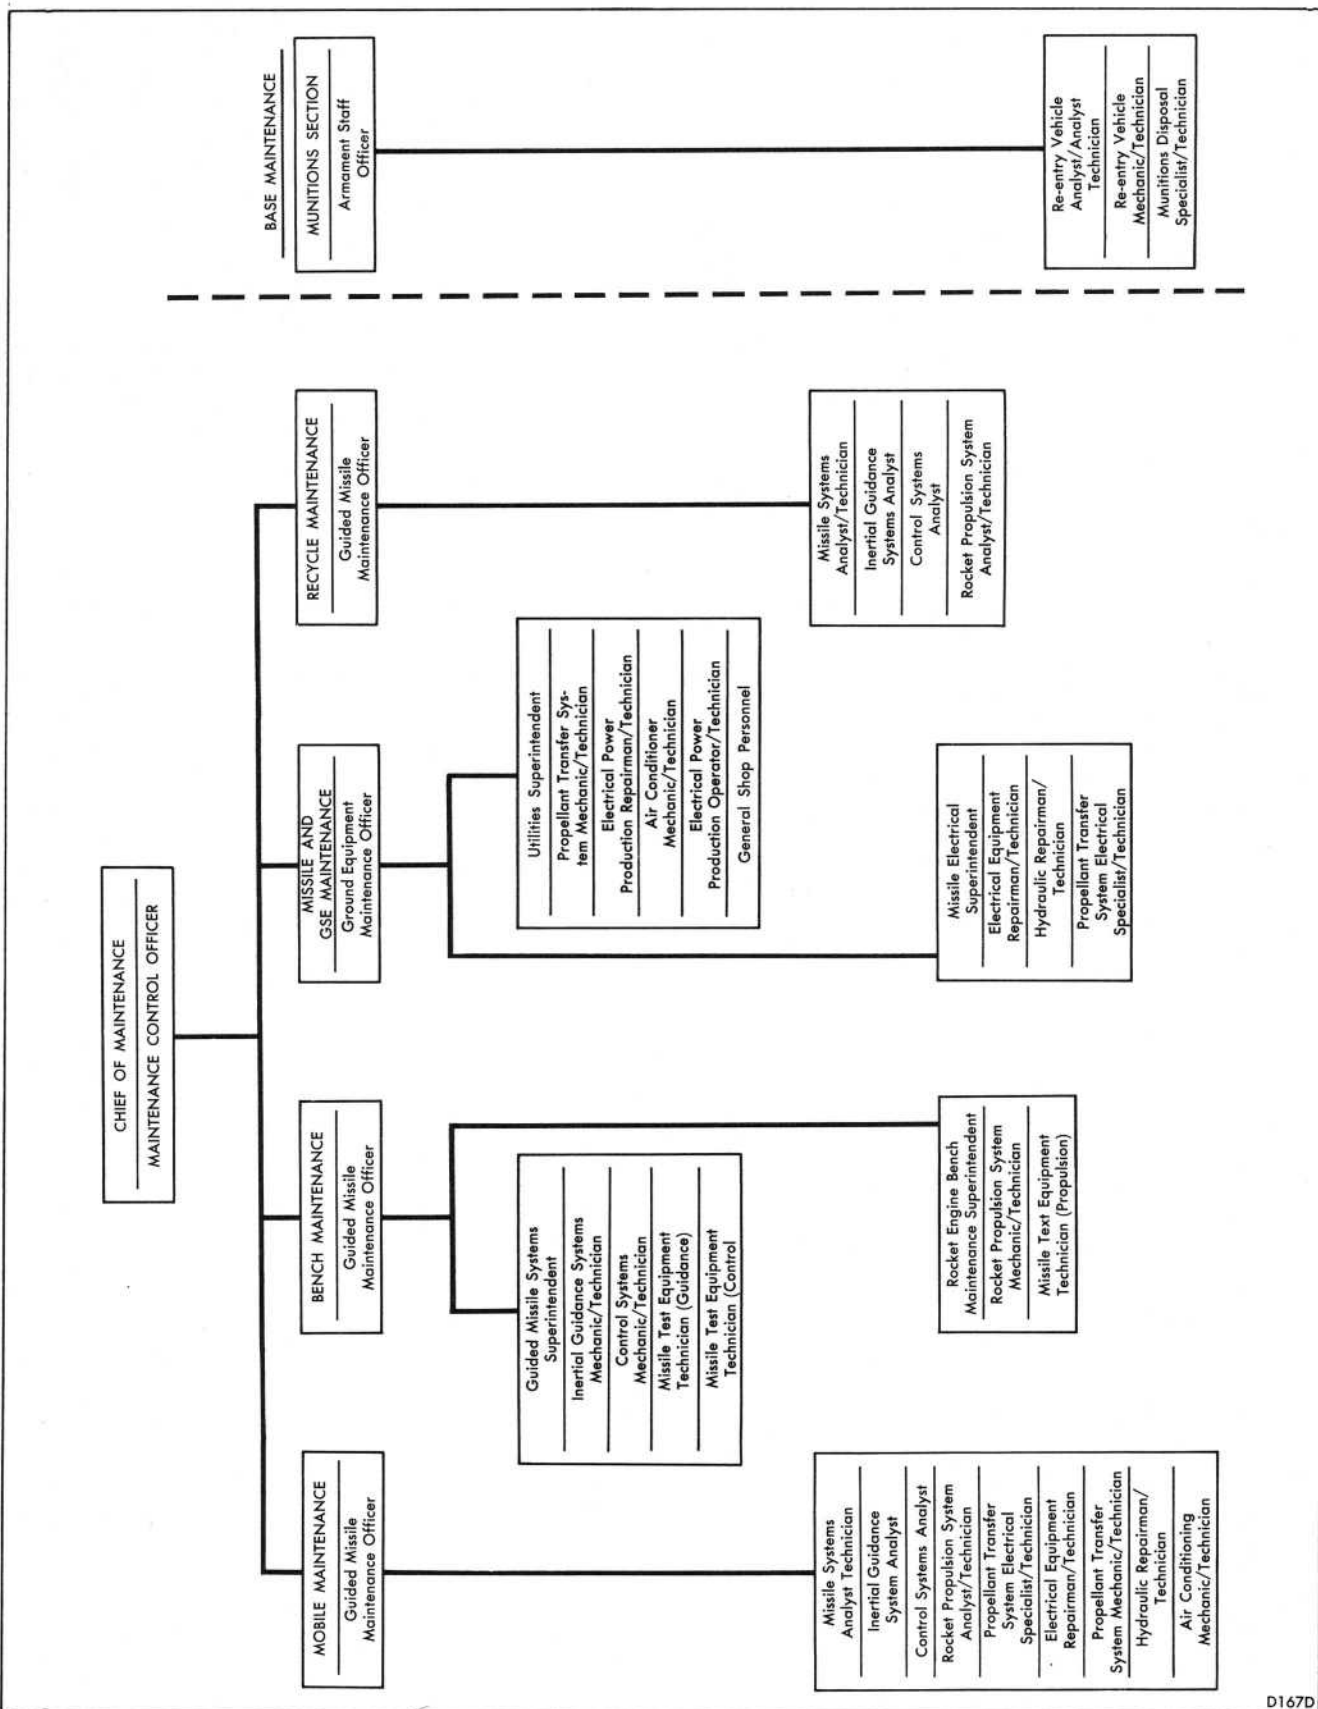 CHIEF OF MAINTENANCE
MAINTENANCE CONTROL OFFICER
MOBILE MAINTENANCE
Guided Missile
Maintenance Officer
BENCH MAINTENANCE
Guided Missile
Maintenance Officer
MISSILE AND
GSE MAINTENANCE
Ground Equipment
Maintenance Officer
RECYCLE MAINTENANCE
Guided Missile
Maintenance Officer
BASE MAINTENANCE
MUNITIONS SECTION
Armament Staff
Officer
Guided Missile Systems
Superintendent
Inertial Guidance Systems
Mechanic/Technician
Control Systems
Mechanic/Technician
Missile Test Equipment
Technician (Guidance)
Missile Test Equipment
Technician (Control
Utilities Superintendent
Propellant Transfer Sys-
tem Mechanic/Technician
Electrical Power
Production Repairman/Technician
Air Conditioner
Mechanic/Technician
Electrical Power
Production Operator/Technician
General Shop Personnel
Missile Systems
Analyst Technician
Inertial Guidance
System Analyst
Control Systems Analyst
Rocket Propulsion System
Analyst/Technician
Propellant Transfer
System Electrical
Specialist/Technician
Electrical Equipment
Repairman/Technician
Propellant Transfer
System Mechanic/Technician
Hydraulic Repairman/
Technician
Air Conditioning
Mechanic/Technician
Rocket Engine Bench
Maintenance Superintendent
Rocket Propulsion System
Mechanic/Technician
Missile Text Equipment
Technician (Propulsion)
Missile Electrical
Superintendent
Electrical Equipment
Repairman/Technician
Hydraulic Repairman/
Technician
Propellant Transfer
System Electrical
Specialist/Technician
Missile Systems
Analyst/Technician
Inertial Guidance
Systems Analyst
Control Systems
Analyst
Rocket Propulsion System
Analyst/Technician
Re-entry Vehicle
Analyst/Analyst
Technician
Re-entry Vehicle
Mechanic/Technician
Munitions Disposal
Specialist/Technician
D167D